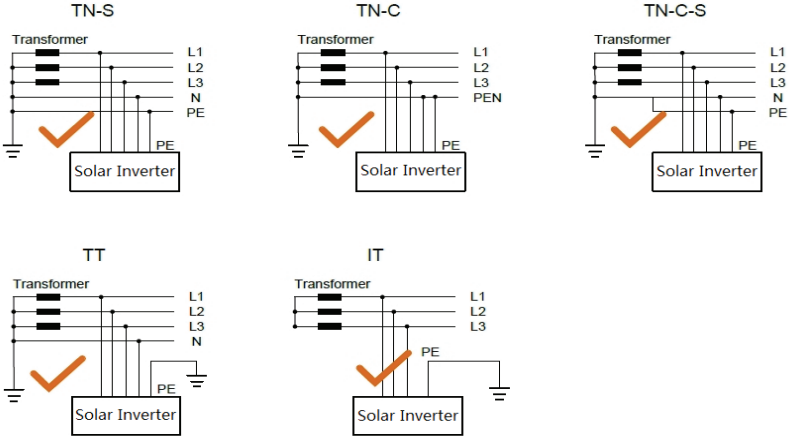 TN-S
TN-C
TN-C-S
Transformer
L1
L2
L3
N
PE
PE
Solar Inverter
Transformer
L1
L2
L3
PEN
PE
Solar Inverter
Transformer
L1
L2
L3
N
PE
PE
Solar Inverter
TT
IT
Transformer
L1
L2
L3
N
PE
Solar Inverter
Transformer
L1
L2
L3
PE
Solar Inverter